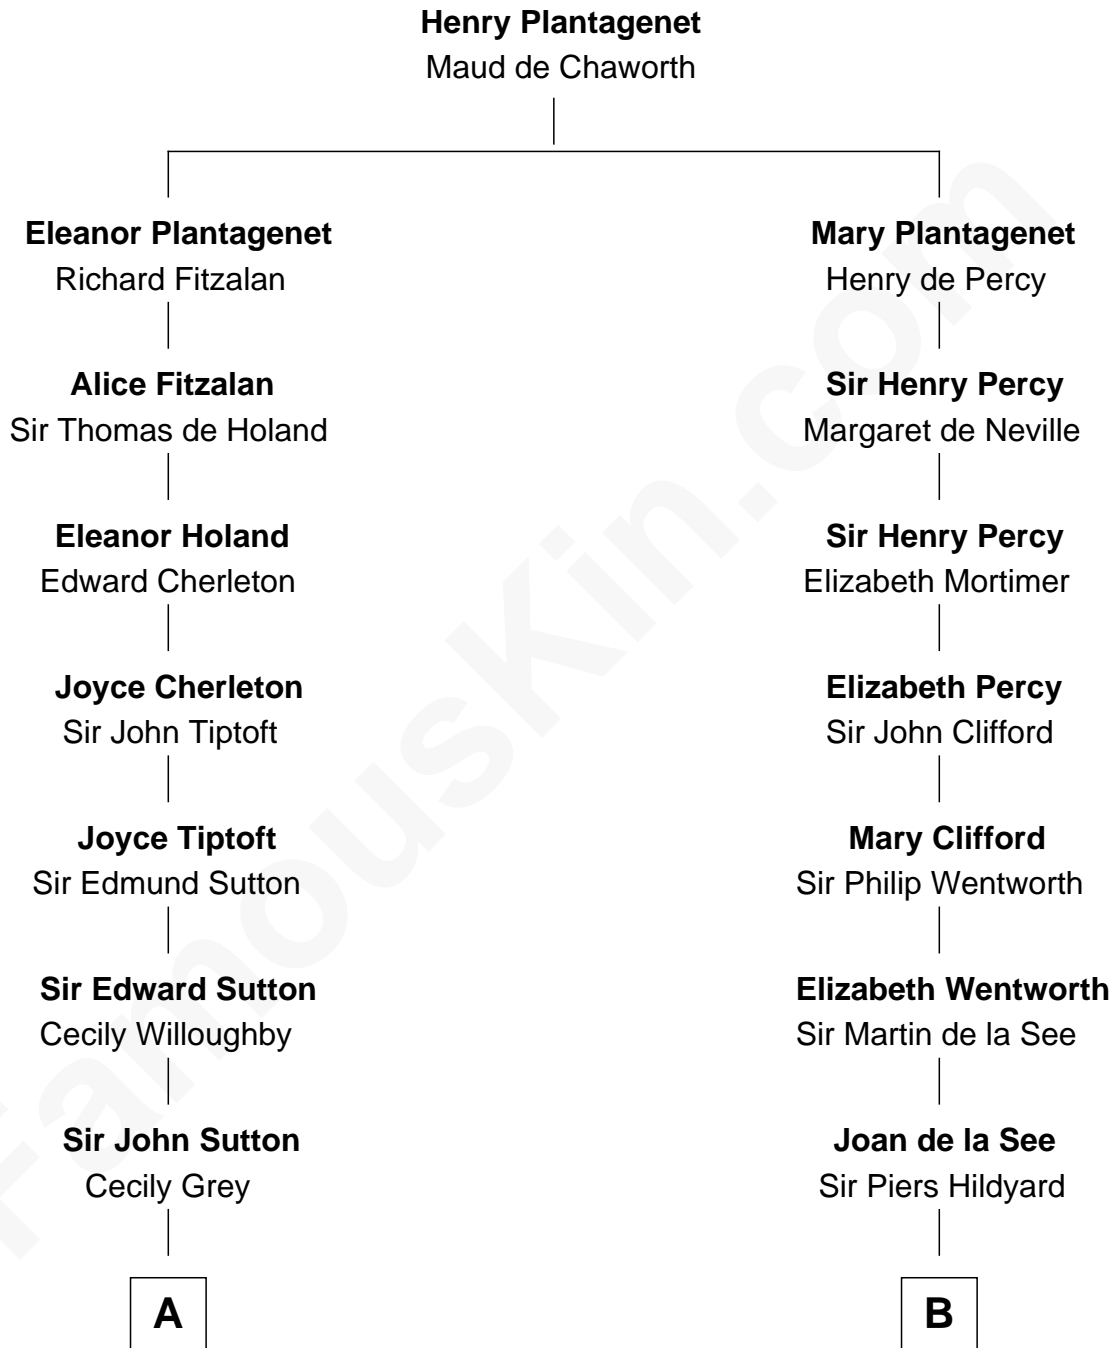 Henry Plantagenet
Maud de Chaworth
Eleanor Plantagenet
Richard Fitzalan
Mary Plantagenet
Henry de Percy
Alice Fitzalan
Sir Thomas de Holand
Sir Henry Percy
Margaret de Neville
Eleanor Holand
Edward Cherleton
Sir Henry Percy
Elizabeth Mortimer
Joyce Cherleton
Sir John Tiptoft
Elizabeth Percy
Sir John Clifford
Joyce Tiptoft
Sir Edmund Sutton
Mary Clifford
Sir Philip Wentworth
Sir Edward Sutton
Cecily Willoughby
Elizabeth Wentworth
Sir Martin de la See
Sir John Sutton
Cecily Grey
Joan de la See
Sir Piers Hildyard
A
B
FamousKin.com